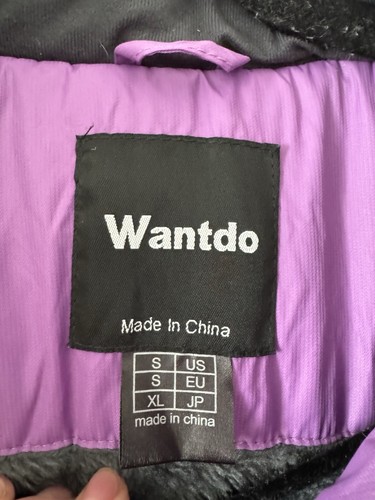 Wantdo
Made In China
S US
S EU
XL JP
made in china